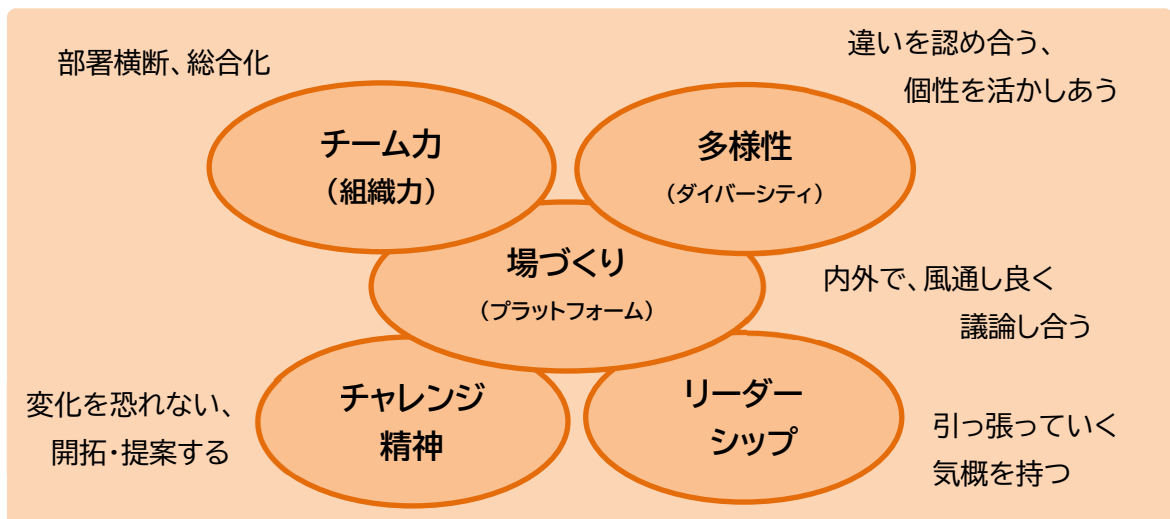 部署横断、総合化
チーム力
（組織力）
違いを認め合う、
個性を活かしあう
多様性
（ダイバーシティ）
場づくり
（プラットフォーム）
内外で、風通し良く
議論し合う
変化を恐れない、
開拓・提案する
チャレンジ
精神
リーダー
シップ
引っ張っていく
気概を持つ